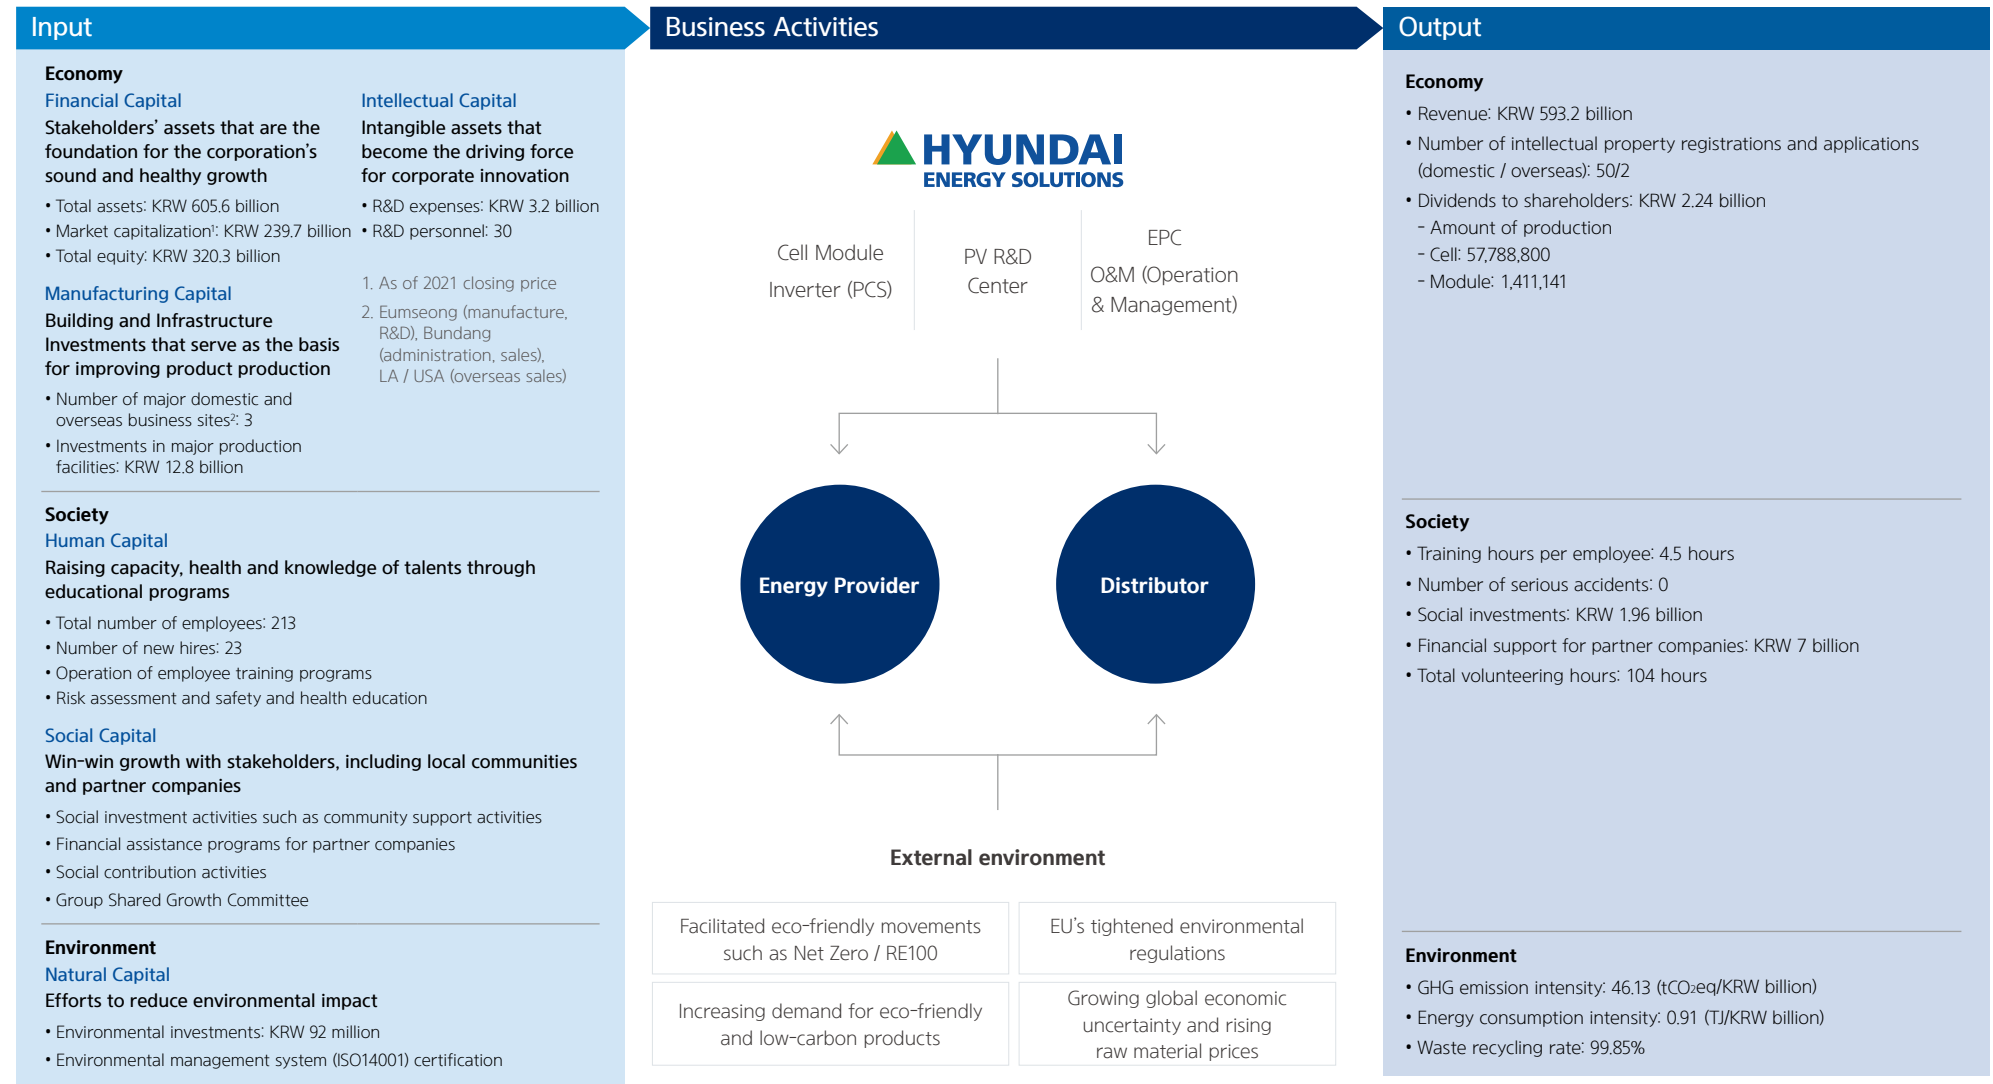 Input
Economy
Financial Capital
Stakeholders’ assets that are the
foundation for the corporation’s
sound and healthy growth
• Total assets: KRW 605.6 billion
• Market capitalization¹: KRW 239.7 billion
• Total equity: KRW 320.3 billion
Manufacturing Capital
Building and Infrastructure
Investments that serve as the basis
for improving product production
• Number of major domestic and
overseas business sites²: 3
• Investments in major production
facilities: KRW 12.8 billion
Intellectual Capital
Intangible assets that
become the driving force
for corporate innovation
• R&D expenses: KRW 3.2 billion
• R&D personnel: 30
1. As of 2021 closing price
2. Eumseong (manufacture,
R&D), Bundang
(administration, sales),
LA / USA (overseas sales)
Society
Human Capital
Raising capacity, health and knowledge of talents through
educational programs
• Total number of employees: 213
• Number of new hires: 23
• Operation of employee training programs
• Risk assessment and safety and health education
Social Capital
Win-win growth with stakeholders, including local communities
and partner companies
• Social investment activities such as community support activities
• Financial assistance programs for partner companies
• Social contribution activities
• Group Shared Growth Committee
Environment
Natural Capital
Efforts to reduce environmental impact
• Environmental investments: KRW 92 million
• Environmental management system (ISO14001) certification
Business Activities
HYUNDAI
ENERGY SOLUTIONS
Cell Module
Inverter (PCS)
PV R&D
Center
EPC
O&M (Operation
& Management)
Energy Provider
Distributor
External environment
Facilitated eco-friendly movements
such as Net Zero / RE100
EU’s tightened environmental
regulations
Increasing demand for eco-friendly
and low-carbon products
Growing global economic
uncertainty and rising
raw material prices
Output
Economy
• Revenue: KRW 593.2 billion
• Number of intellectual property registrations and applications
(domestic / overseas): 50/2
• Dividends to shareholders: KRW 2.24 billion
- Amount of production
- Cell: 57,788,800
- Module: 1,411,141
Society
• Training hours per employee: 4.5 hours
• Number of serious accidents: 0
• Social investments: KRW 1.96 billion
• Financial support for partner companies: KRW 7 billion
• Total volunteering hours: 104 hours
Environment
• GHG emission intensity: 46.13 (tCO₂eq/KRW billion)
• Energy consumption intensity: 0.91 (TJ/KRW billion)
• Waste recycling rate: 99.85%